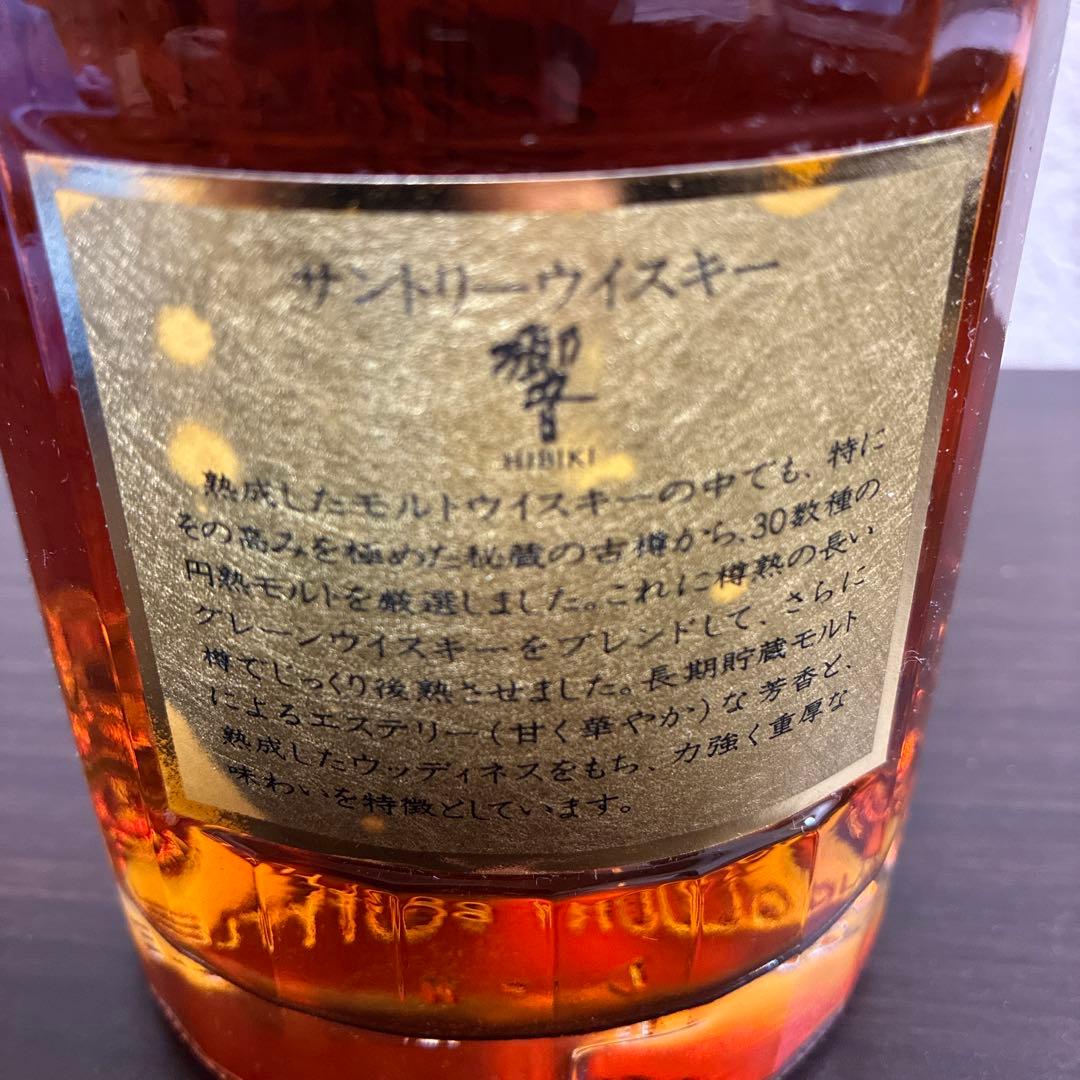 サントリーウイスキー
響
HIBIKI
熟成したモルトウイスキーの中でも、特に
その高みを極めた秘蔵の古樽から、30数種の
円熟モルトを厳選しました。これに樽熟の長い
グレーンウイスキーをブレンドして、さらに
樽でじっくり後熟させました。長期貯蔵モルト
によるエステリー(甘く華やか)な芳香と、
熟成したウッディネスをもち、力強く重厚な
味わいを特徴としています。